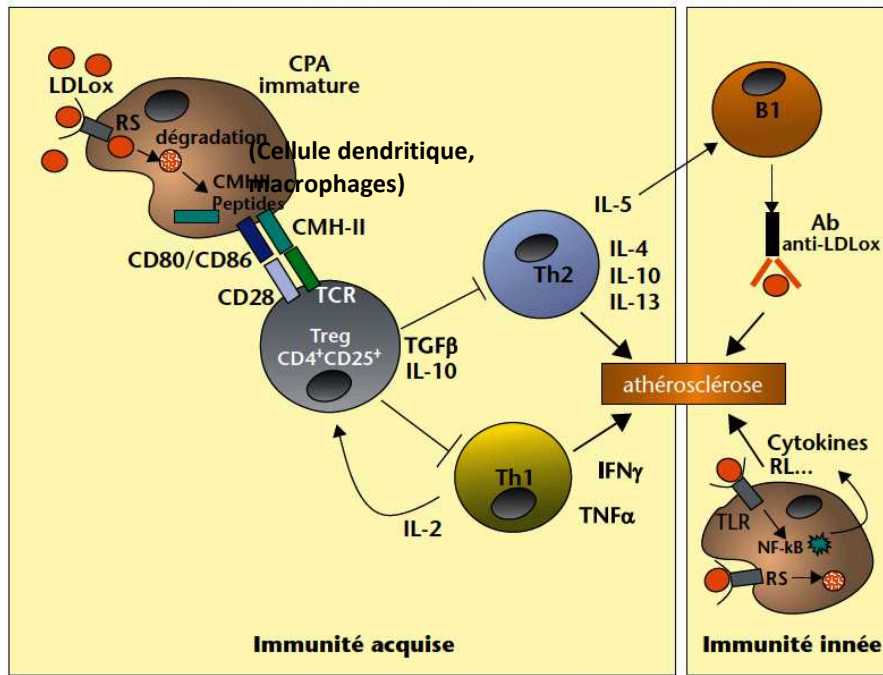 LDLox
CPA
immature
RS
dégradation
(Cellule dendritique,
macrophages)
CMHII
Peptides
CMH-II
CD80/CD86
CD28
TCR
Treg
CD4⁺CD25⁺
TGFβ
IL-10
Th2
IL-5
IL-4
IL-10
IL-13
Th1
IL-2
IFNγ
TNFα
athérosclérose
Immunité acquise
B1
Ab
anti-LDLox
Cytokines
RL...
TLR
NF-kB
RS
Immunité innée